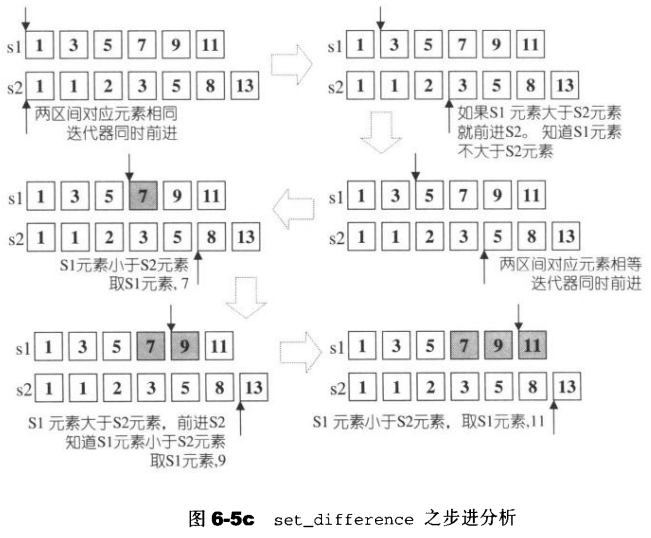 s1 1 3 5 7 9 11
s2 1 1 2 3 5 8 13
两区间对应元素相同
迭代器同时前进
s1 1 3 5 7 9 11
s2 1 1 2 3 5 8 13
如果S1 元素大于S2元素
就前进S2。 知道S1元素
不大于S2元素
s1 1 3 5 7 9 11
s2 1 1 2 3 5 8 13
两区间对应元素相等
迭代器同时前进
s1 1 3 5 7 9 11
s2 1 1 2 3 5 8 13
S1元素小于S2元素
取S1元素, 7
s1 1 3 5 7 9 11
s2 1 1 2 3 5 8 13
S1 元素大于S2元素，前进S2
知道S1元素小于S2元素
取S1元素,9
s1 1 3 5 7 9 11
s2 1 1 2 3 5 8 13
S1 元素小于S2元素，取S1元素,11
图 6-5c set_difference 之步进分析